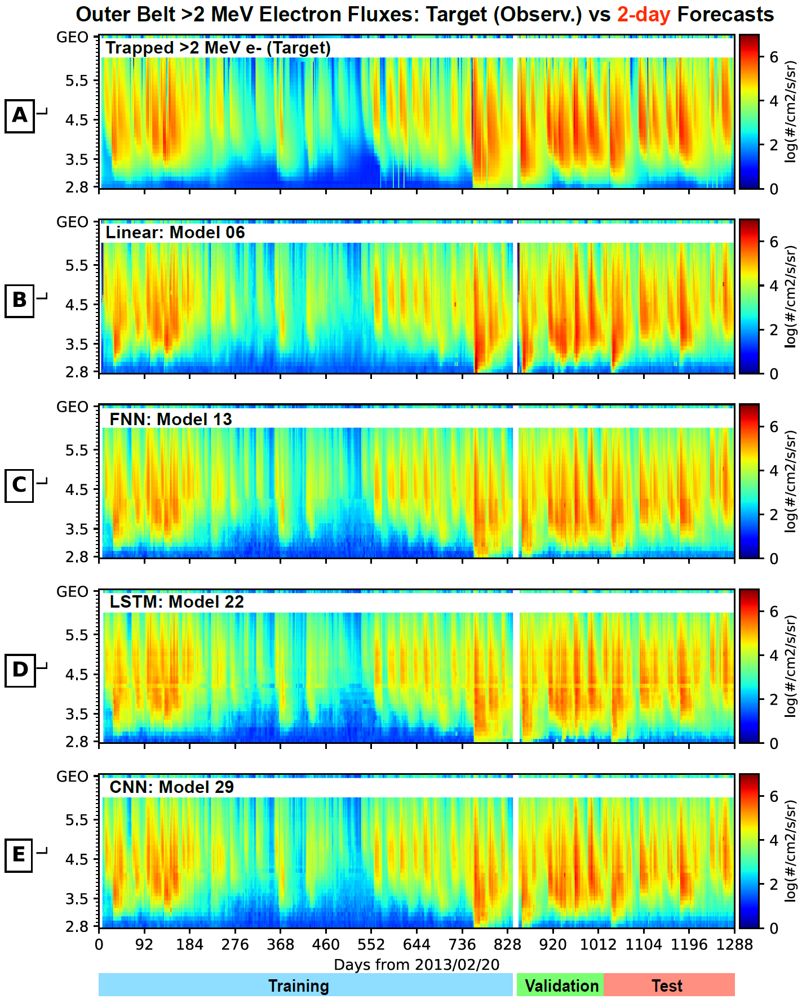 Outer Belt >2 MeV Electron Fluxes: Target (Observ.) vs 2-day Forecasts
GEO
Trapped >2 MeV e- (Target)
5.5
A
L
4.5
3.5
2.8
6
4
2
0
log(#/cm2/s/sr)
GEO
Linear: Model 06
5.5
B
L
4.5
3.5
2.8
6
4
2
0
log(#/cm2/s/sr)
GEO
FNN: Model 13
5.5
C
L
4.5
3.5
2.8
6
4
2
0
log(#/cm2/s/sr)
GEO
LSTM: Model 22
5.5
D
L
4.5
3.5
2.8
6
4
2
0
log(#/cm2/s/sr)
GEO
CNN: Model 29
5.5
E
L
4.5
3.5
2.8
6
4
2
0
log(#/cm2/s/sr)
0 92 184 276 368 460 552 644 736 828 920 1012 1104 1196 1288
Days from 2013/02/20
Training Validation Test